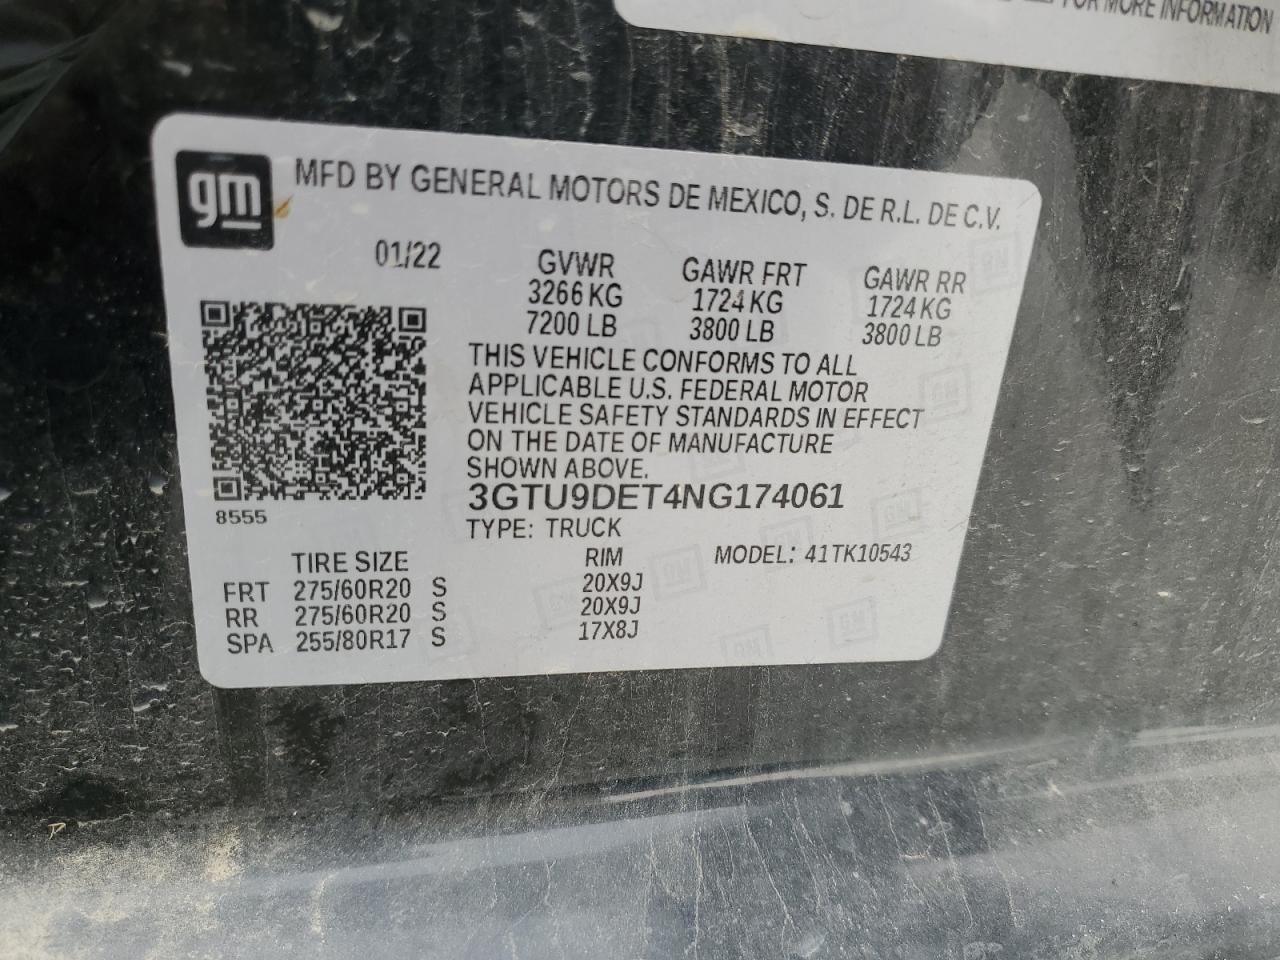 FOR MORE INFORMATION
gm
MFD BY GENERAL MOTORS DE MEXICO, S. DE R.L. DE C.V.
01/22
GVWR GAWR FRT GAWR RR
3266 KG 1724 KG 1724 KG
7200 LB 3800 LB 3800 LB
THIS VEHICLE CONFORMS TO ALL
APPLICABLE U.S. FEDERAL MOTOR
VEHICLE SAFETY STANDARDS IN EFFECT
ON THE DATE OF MANUFACTURE
SHOWN ABOVE.
3GTU9DET4NG174061
8555
TYPE: TRUCK
TIRE SIZE RIM MODEL: 41TK10543
FRT 275/60R20 S 20X9J
RR 275/60R20 S 20X9J
SPA 255/80R17 S 17X8J